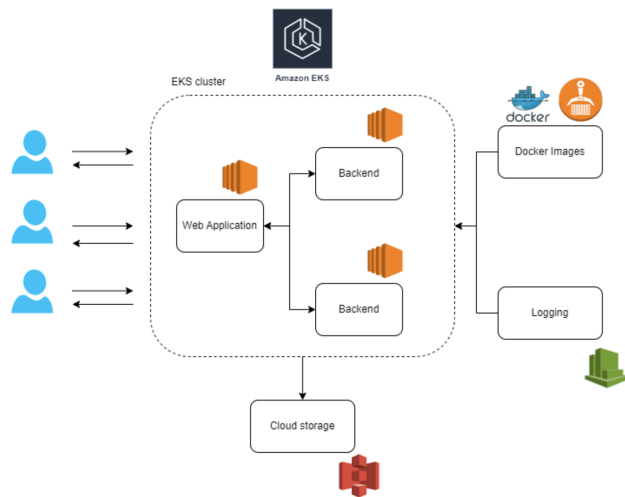 Amazon EKS
EKS cluster
docker
Docker Images
Backend
Web Application
Backend
Logging
Cloud storage